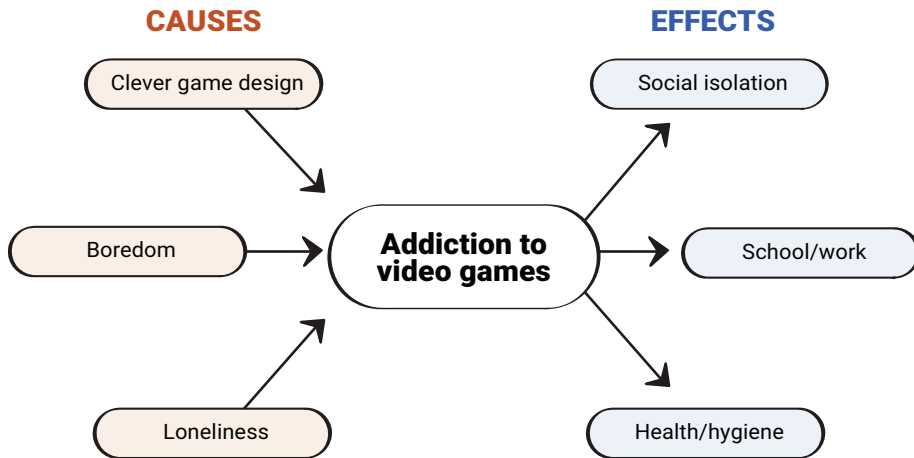 CAUSES
EFFECTS
Clever game design
Social isolation
Boredom
Addiction to
video games
School/work
Loneliness
Health/hygiene